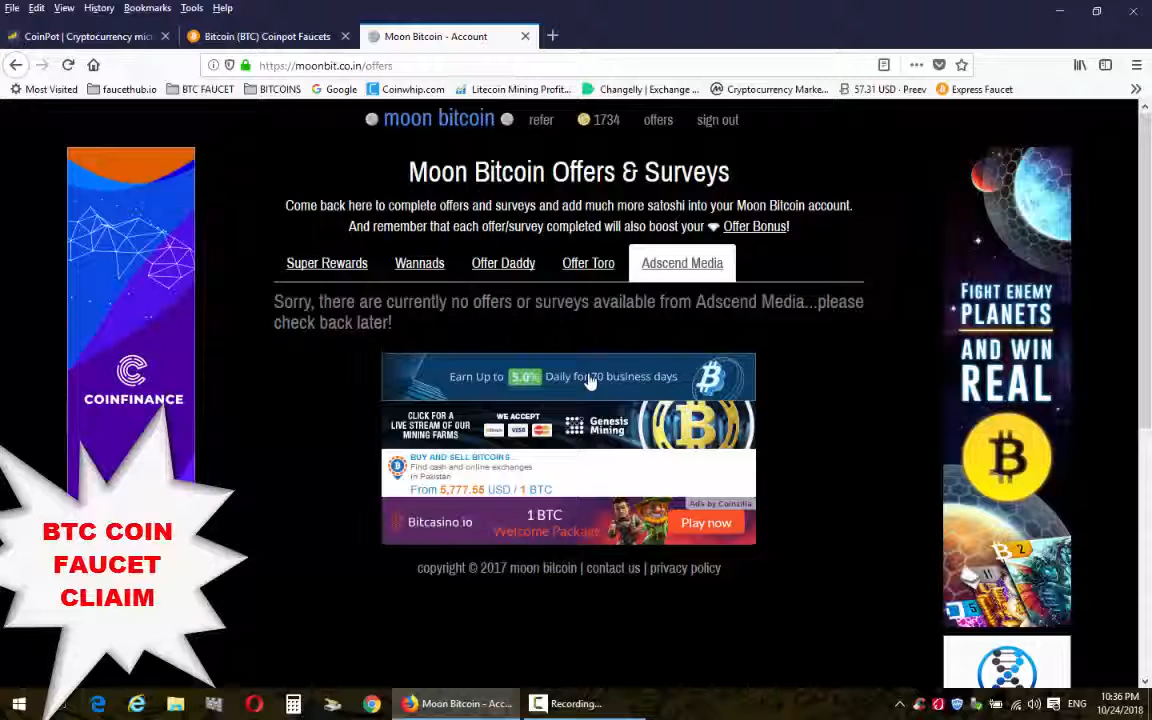 File Edit View History Bookmarks Tools Help
CoinPot | Cryptocurrency mic
Bitcoin (BTC) Coinpot Faucets
Moon Bitcoin - Account
https://moonbit.co.in/offers
Most Visited
faucethub.io
BTC FAUCET
BITCOINS
Google
Coinwhip.com
Litecoin Mining Profit...
Changelly | Exchange ...
Cryptocurrency Marke...
57.31 USD · Preev
Express Faucet
moon bitcoin refer 1734 offers sign out
Moon Bitcoin Offers & Surveys
Come back here to complete offers and surveys and add much more satoshi into your Moon Bitcoin account.
And remember that each offer/survey completed will also boost your Offer Bonus!
Super Rewards Wannads Offer Daddy Offer Toro Adscend Media
Sorry, there are currently no offers or surveys available from Adscend Media...please
check back later!
Earn Up to 5.0% Daily for 70 business days
CLICK FOR A
LIVE STREAM OF OUR
MINING FARMS
WE ACCEPT
VISA
Genesis
Mining
BUY AND SELL BITCOINS
Find cash and online exchanges
in Pakistan
From 5,777.55 USD / 1 BTC
Ads by Coinzilla
Bitcasino.io
1 BTC
Welcome Package
Play now
copyright © 2017 moon bitcoin | contact us | privacy policy
COINFINANCE
FIGHT ENEMY
PLANETS
AND WIN
REAL
2
11
5
BTC COIN
FAUCET
CLIAIM
Moon Bitcoin - Acc...
Recording...
ENG
10:36 PM
10/24/2018